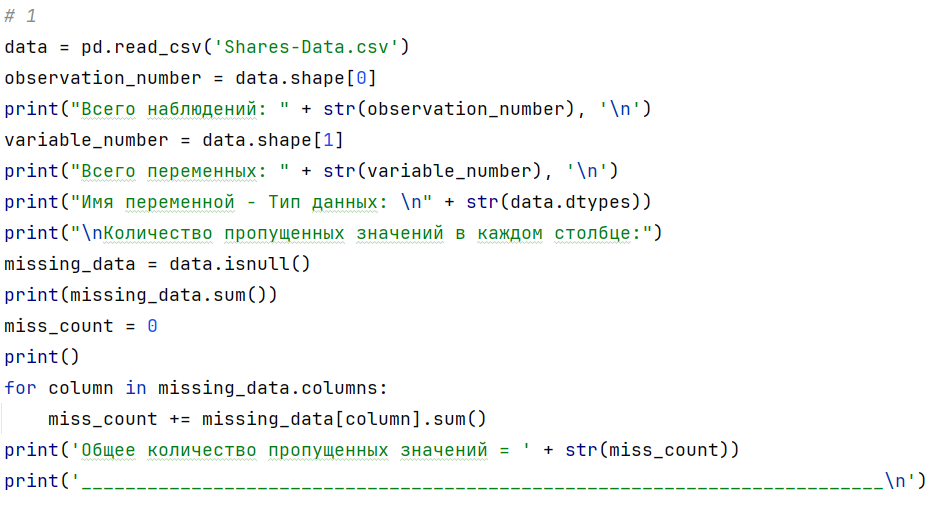 # 1
data = pd.read_csv('Shares-Data.csv')
observation_number = data.shape[0]
print("Всего наблюдений: " + str(observation_number), '\n')
variable_number = data.shape[1]
print("Всего переменных: " + str(variable_number), '\n')
print("Имя переменной - Тип данных: \n" + str(data.dtypes))
print("\nКоличество пропущенных значений в каждом столбце:")
missing_data = data.isnull()
print(missing_data.sum())
miss_count = 0
print()
for column in missing_data.columns:
    miss_count += missing_data[column].sum()
print('Общее количество пропущенных значений = ' + str(miss_count))
print('_________________________________________________________________________\n')